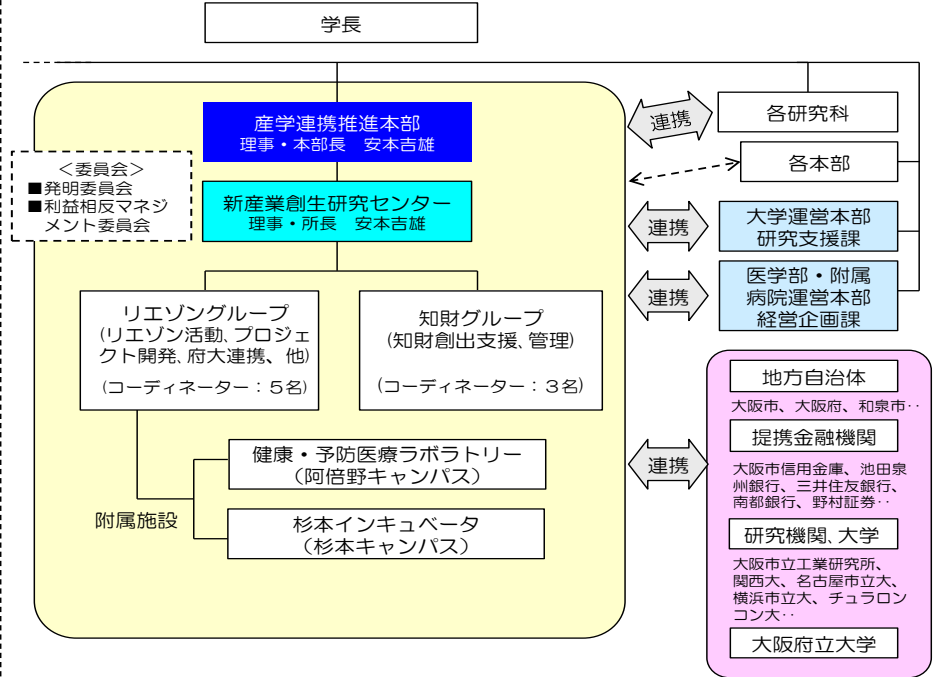 学長
産学連携推進本部
理事・本部長 安本吉雄
<委員会>
■発明委員会
■利益相反マネジ
メント委員会
新産業創生研究センター
理事・所長 安本吉雄
リエゾングループ
(リエゾン活動、プロジェ
クト開発、府大連携、他)
(コーディネーター：5名)
知財グループ
(知財創出支援、管理)
(コーディネーター：3名)
健康・予防医療ラボラトリー
(阿倍野キャンパス)
附属施設
杉本インキュベータ
(杉本キャンパス)
連携
各研究科
各本部
連携
大学運営本部
研究支援課
連携
医学部・附属
病院運営本部
経営企画課
連携
地方自治体
大阪市、大阪府、和泉市‥
提携金融機関
大阪市信用金庫、池田泉
州銀行、三井住友銀行、
南都銀行、野村証券‥
研究機関、大学
大阪市立工業研究所、
関西大、名古屋市立大、
横浜市立大、チュラロン
コン大‥
大阪府立大学